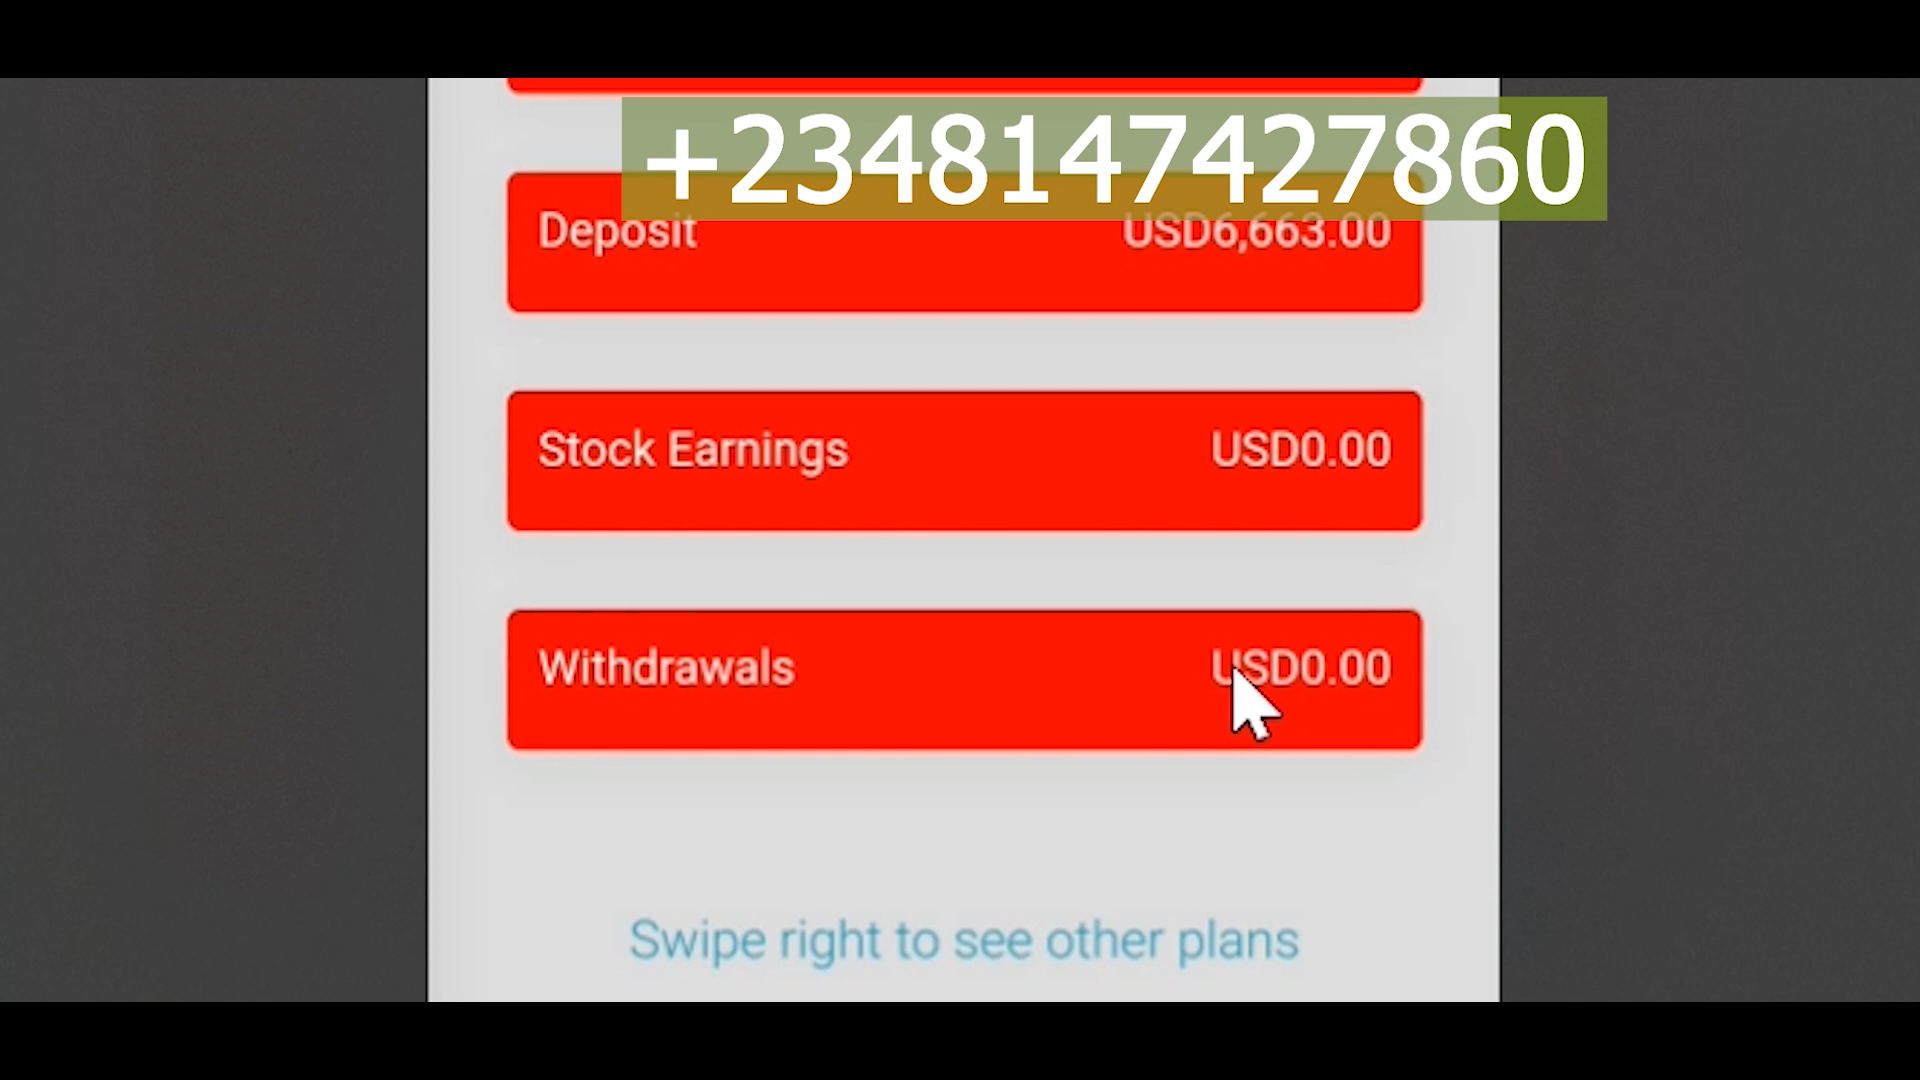 +2348147427860
Deposit USD6,663.00
Stock Earnings USD0.00
Withdrawals USD0.00
Swipe right to see other plans